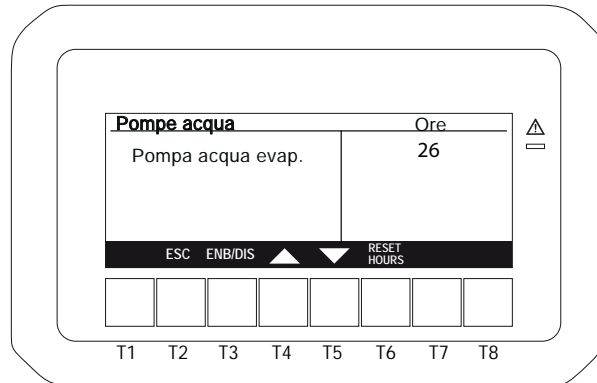 Pompe acqua Ore
Pompa acqua evap. 26
ESC ENB/DIS RESET HOURS
T1 T2 T3 T4 T5 T6 T7 T8